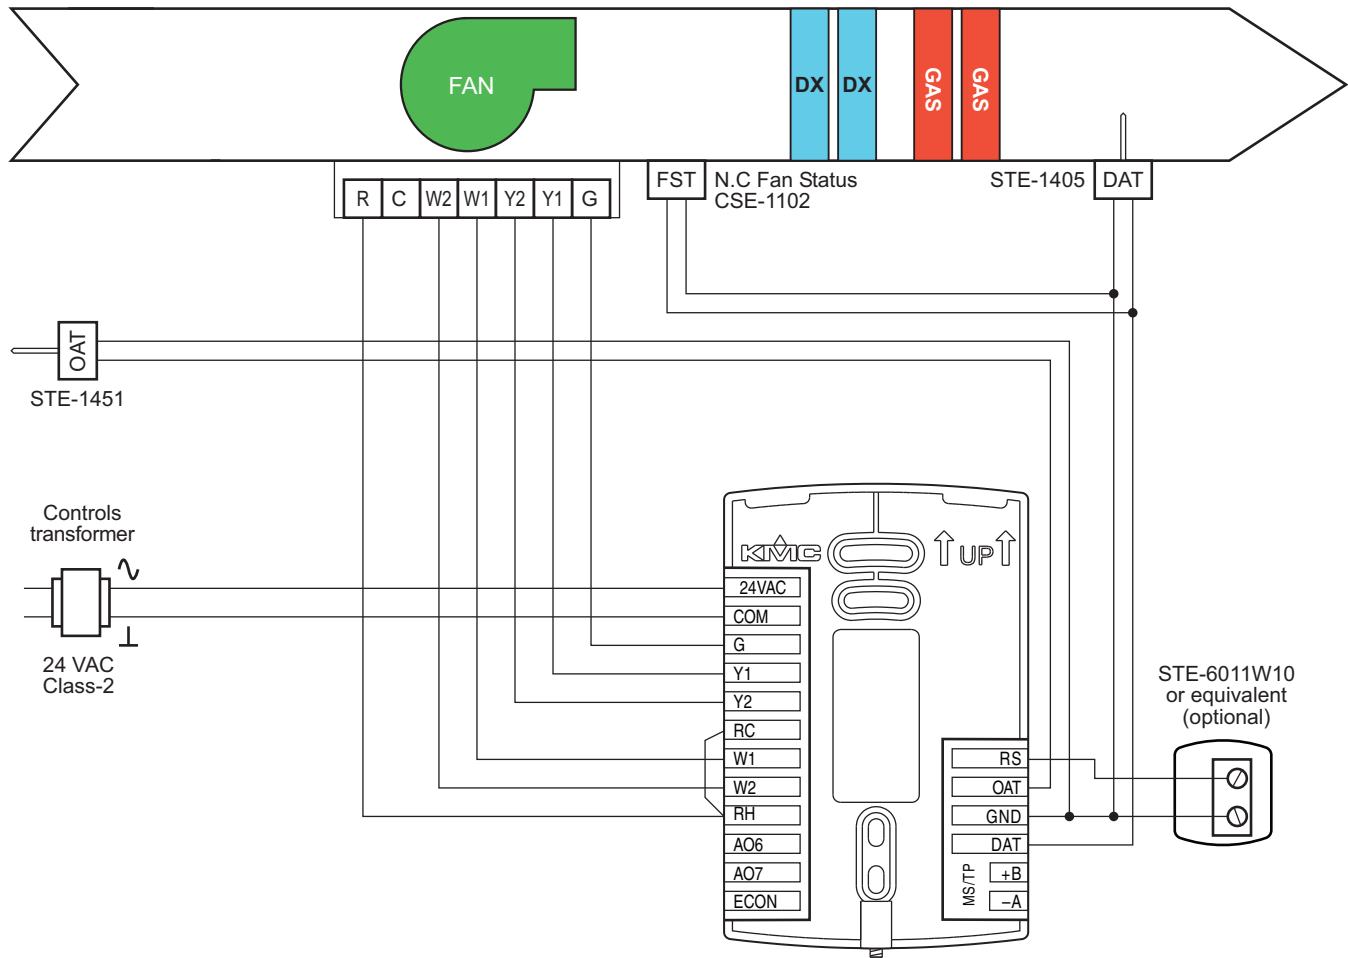 FAN
DX
DX
GAS
GAS
R
C
W2
W1
Y2
Y1
G
FST
N.C Fan Status
CSE-1102
STE-1405
DAT
OAT
STE-1451
Controls
transformer
24 VAC
Class-2
KMC
UP
24VAC
COM
G
Y1
Y2
RC
W1
W2
RH
AO6
AO7
ECON
RS
OAT
GND
DAT
MS/TP
+B
–A
STE-6011W10
or equivalent
(optional)